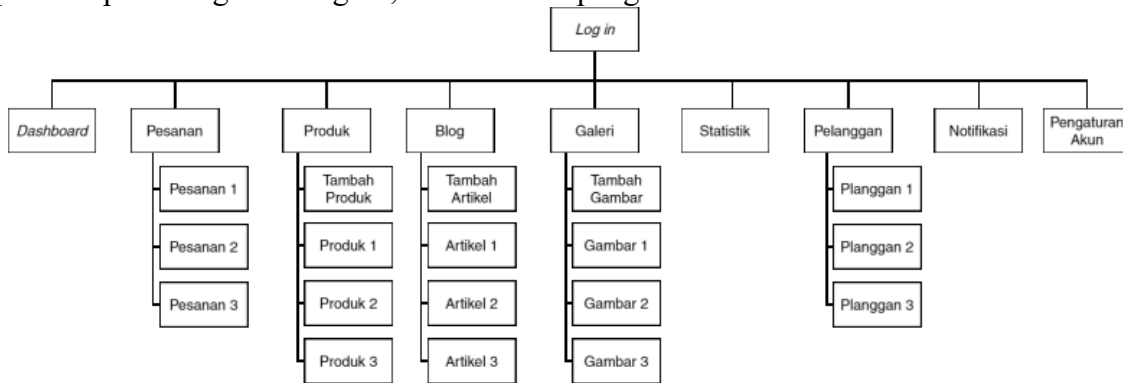 Log in
Dashboard
Pesanan
Produk
Blog
Galeri
Statistik
Pelanggan
Notifikasi
Pengaturan
Akun
Pesanan 1
Pesanan 2
Pesanan 3
Tambah
Produk
Produk 1
Produk 2
Produk 3
Tambah
Artikel
Artikel 1
Artikel 2
Artikel 3
Tambah
Gambar
Gambar 1
Gambar 2
Gambar 3
Planggan 1
Planggan 2
Planggan 3